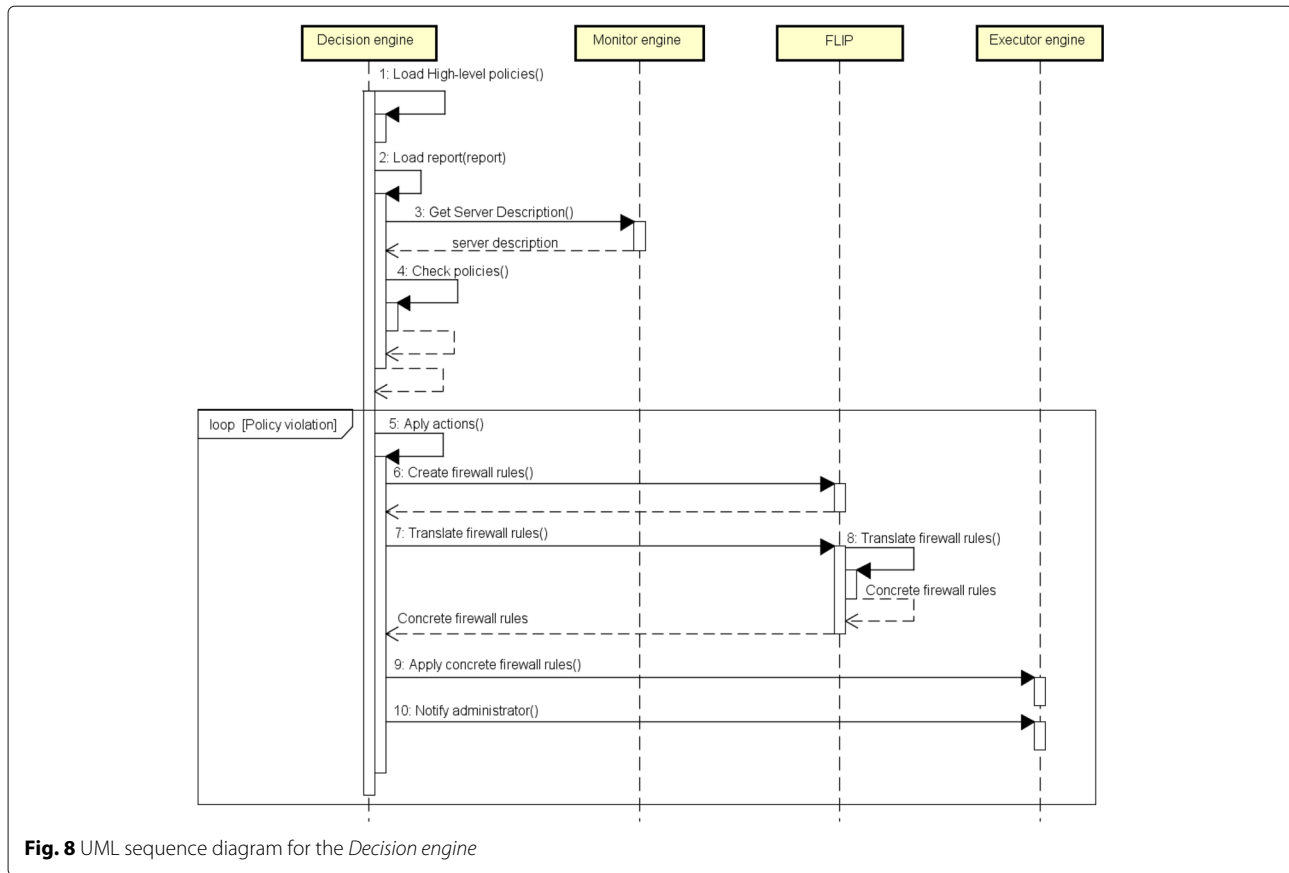 Decision engine
Monitor engine
FLIP
Executor engine
1: Load High-level policies()
2: Load report(report)
3: Get Server Description()
server description
4: Check policies()
loop [Policy violation]
5: Aply actions()
6: Create firewall rules()
7: Translate firewall rules()
8: Translate firewall rules()
Concrete firewall rules
Concrete firewall rules
9: Apply concrete firewall rules()
10: Notify administrator()
Fig. 8 UML sequence diagram for the Decision engine